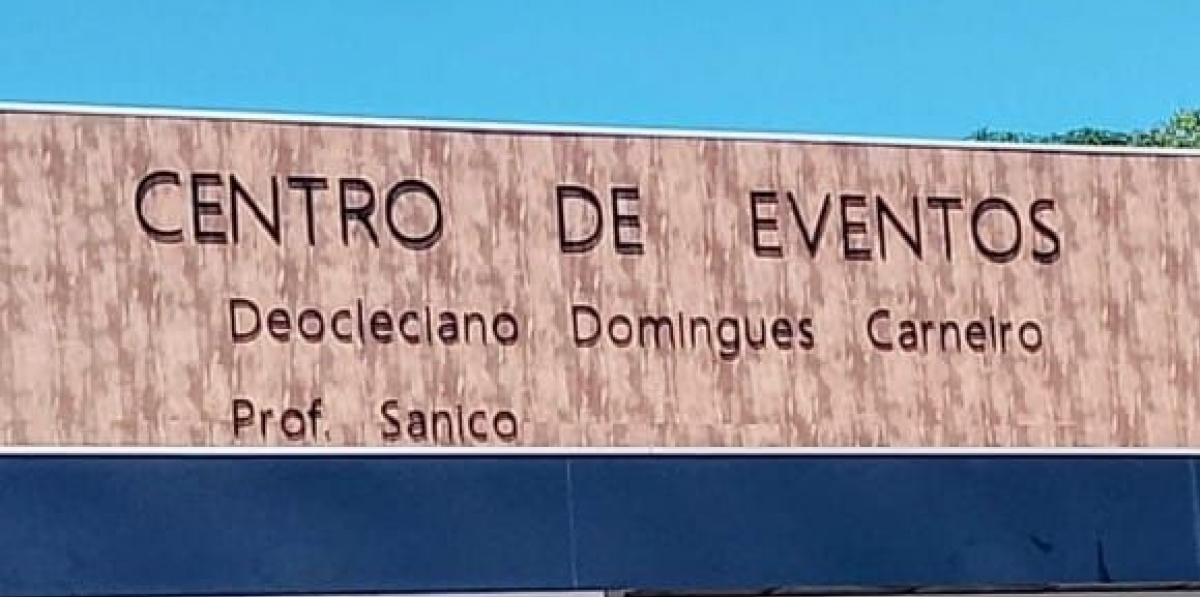 CENTRO DE EVENTOS
Deocleciano Domingues Carneiro
Prof. Sanico